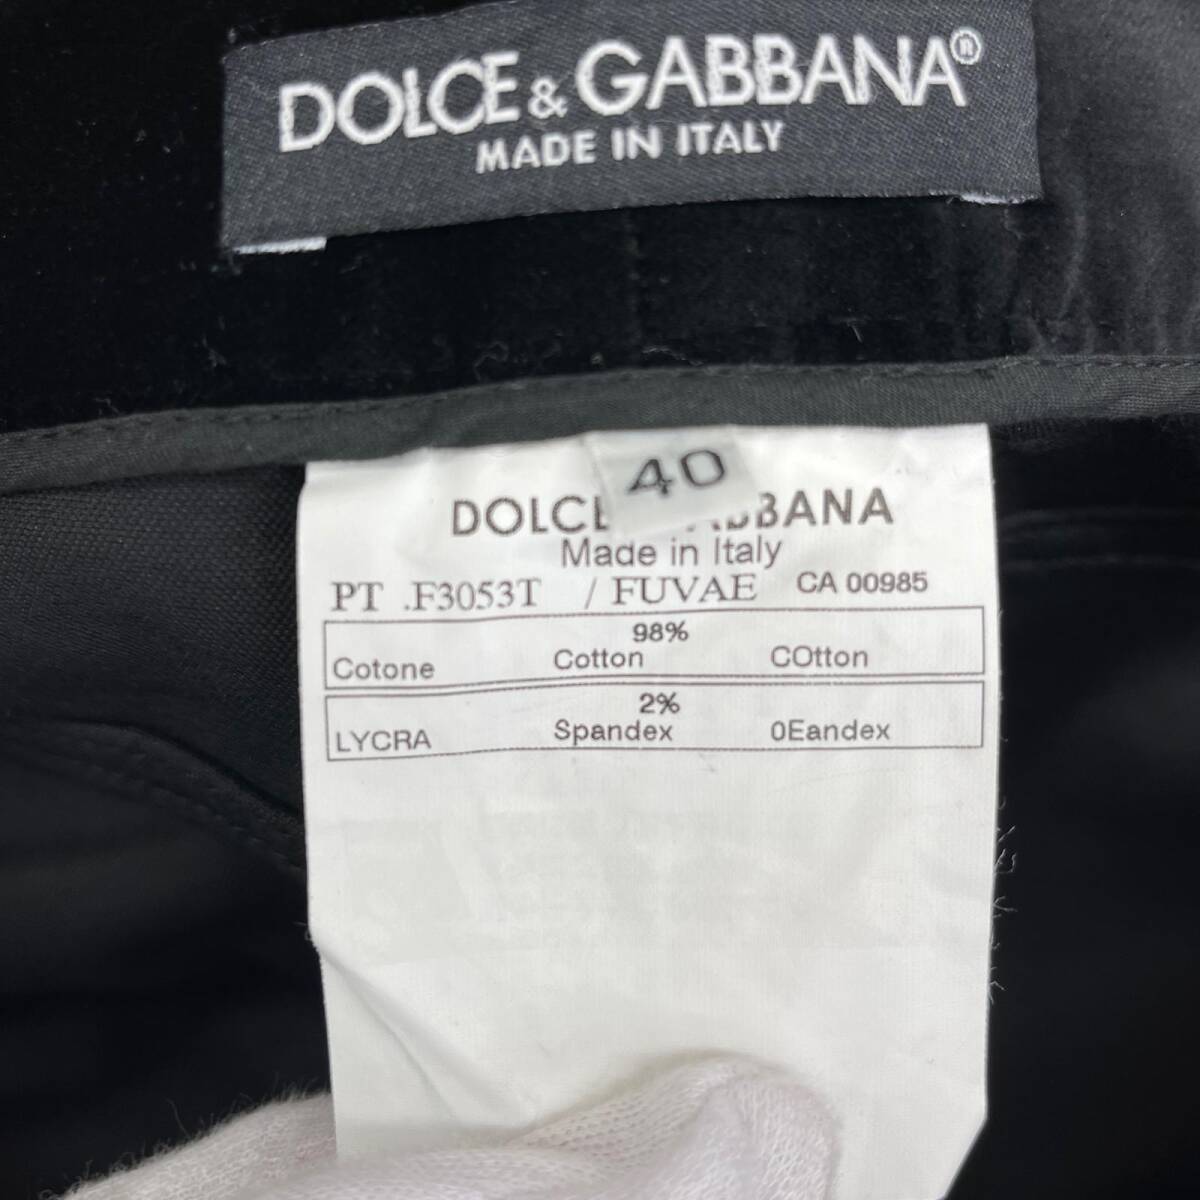 DOLCE & GABBANA®
MADE IN ITALY
40
DOLCE GABBANA
Made in Italy
PT .F3053T / FUVAE CA 00985
98%
Cotone Cotton COtton
2%
LYCRA Spandex 0Eandex